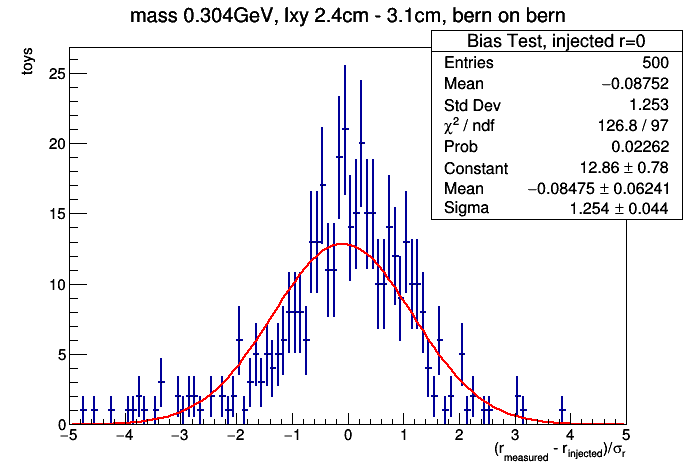 mass 0.304GeV, lxy 2.4cm - 3.1cm, bern on bern
Bias Test, injected r=0
Entries 500
Mean −0.08752
Std Dev 1.253
χ² / ndf 126.8 / 97
Prob 0.02262
Constant 12.86 ± 0.78
Mean −0.08475 ± 0.06241
Sigma 1.254 ± 0.044
toys
25
20
15
10
5
0
−5 −4 −3 −2 −1 0 1 2 3 4 5
(r_measured - r_injected)/σ_r